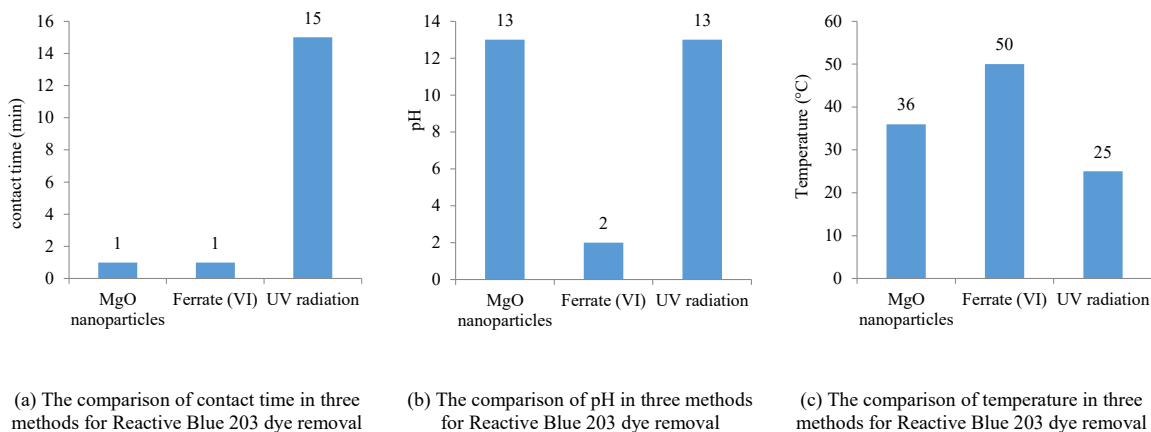 16
14
12
10
8
6
4
2
0
contact time (min)
1
1
15
MgO
nanoparticles
Ferrate (VI)
UV radiation
(a) The comparison of contact time in three
methods for Reactive Blue 203 dye removal
14
12
10
8
6
4
2
0
pH
13
2
13
MgO
nanoparticles
Ferrate (VI)
UV radiation
(b) The comparison of pH in three methods
for Reactive Blue 203 dye removal
60
50
40
30
20
10
0
Temperature (°C)
36
50
25
MgO
nanoparticles
Ferrate (VI)
UV radiation
(c) The comparison of temperature in three
methods for Reactive Blue 203 dye removal